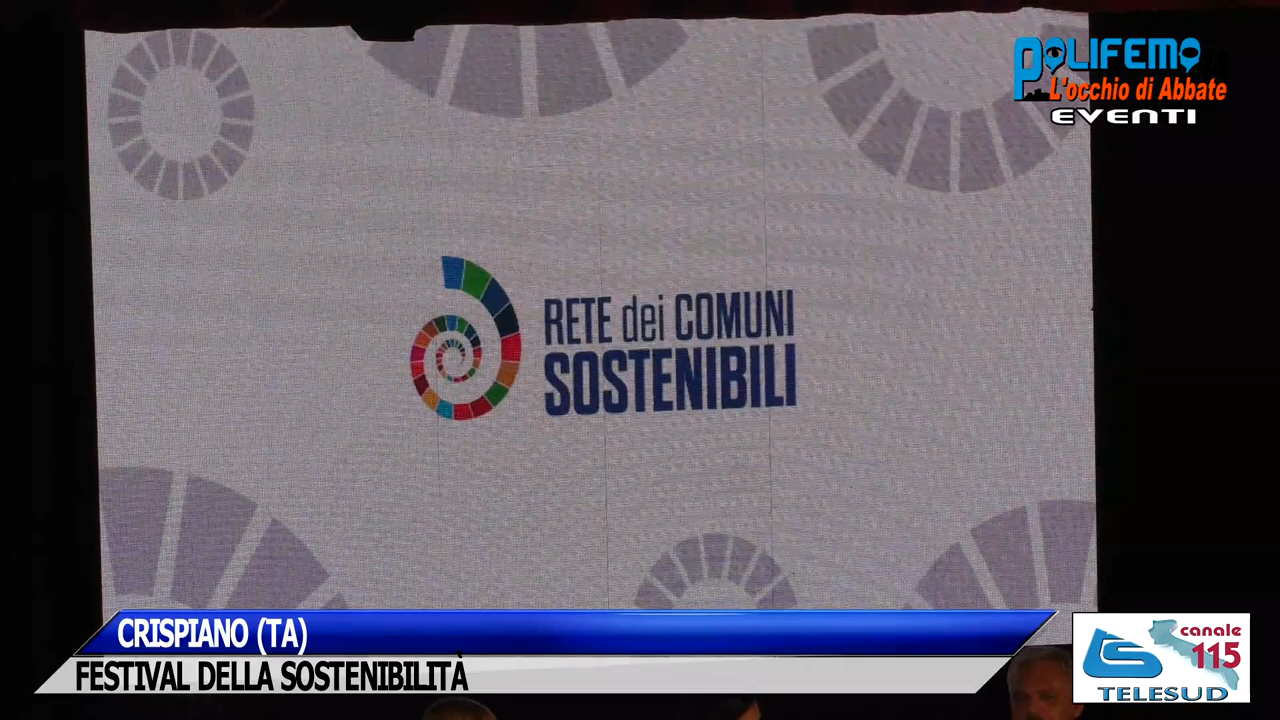 POLIFEMO
L'occhio di Abbate
EVENTI
RETE dei COMUNI
SOSTENIBILI
CRISPIANO (TA)
FESTIVAL DELLA SOSTENIBILITÀ
canale
115
TELESUD